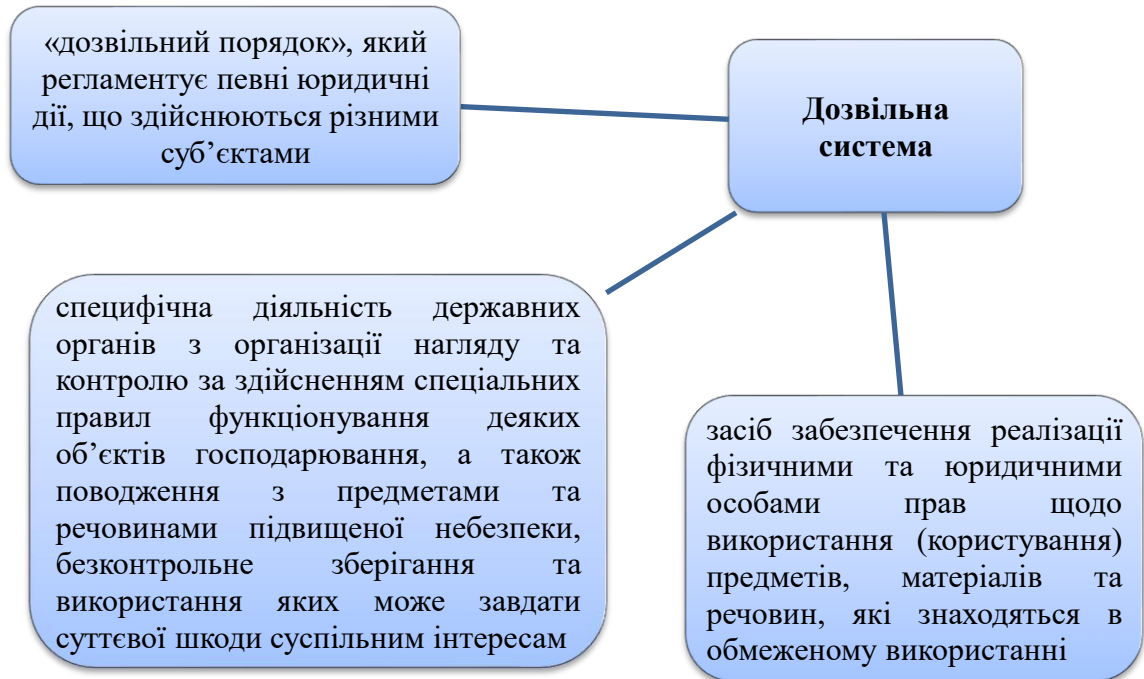 «дозвільний порядок», який
регламентує певні юридичні
дії, що здійснюються різними
суб’єктами
Дозвільна
система
специфічна діяльність державних
органів з організації нагляду та
контролю за здійсненням спеціальних
правил функціонування деяких
об’єктів господарювання, а також
поводження з предметами та
речовинами підвищеної небезпеки,
безконтрольне зберігання та
використання яких може завдати
суттєвої шкоди суспільним інтересам
засіб забезпечення реалізації
фізичними та юридичними
особами прав щодо
використання (користування)
предметів, матеріалів та
речовин, які знаходяться в
обмеженому використанні